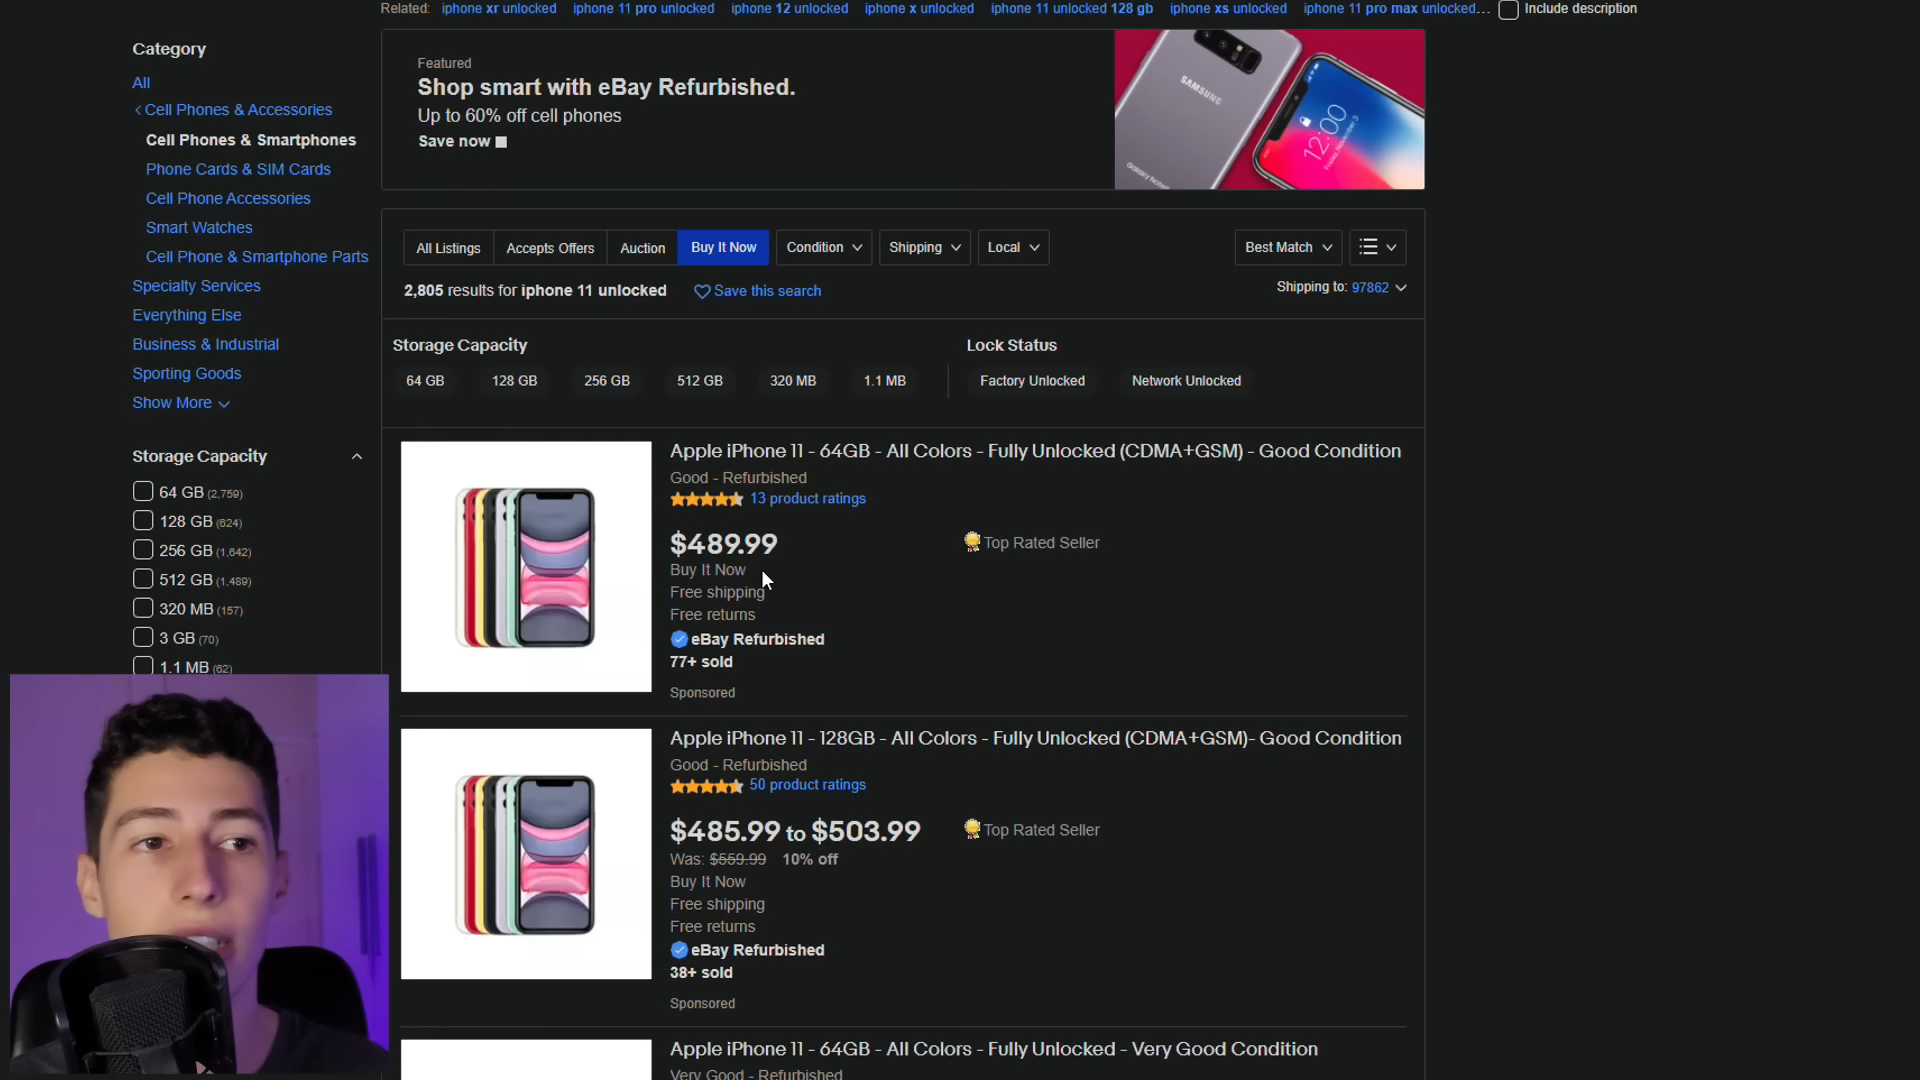 Related: iphone xr unlocked iphone 11 pro unlocked iphone 12 unlocked iphone x unlocked iphone 11 unlocked 128 gb iphone xs unlocked iphone 11 pro max unlocked... Include description
Category
All
Cell Phones & Accessories
Cell Phones & Smartphones
Phone Cards & SIM Cards
Cell Phone Accessories
Smart Watches
Cell Phone & Smartphone Parts
Specialty Services
Everything Else
Business & Industrial
Sporting Goods
Show More
Storage Capacity
64 GB (2,759)
128 GB (624)
256 GB (1,642)
512 GB (1,489)
320 MB (157)
3 GB (70)
1.1 MB (62)
Featured
Shop smart with eBay Refurbished.
Up to 60% off cell phones
Save now
SAMSUNG
12:00
All Listings Accepts Offers Auction Buy It Now Condition Shipping Local Best Match
2,805 results for iphone 11 unlocked Save this search Shipping to: 97862
Storage Capacity Lock Status
64 GB 128 GB 256 GB 512 GB 320 MB 1.1 MB Factory Unlocked Network Unlocked
Apple iPhone 11 - 64GB - All Colors - Fully Unlocked (CDMA+GSM) - Good Condition
Good - Refurbished
13 product ratings
$489.99 Top Rated Seller
Buy It Now
Free shipping
Free returns
eBay Refurbished
77+ sold
Sponsored
Apple iPhone 11 - 128GB - All Colors - Fully Unlocked (CDMA+GSM)- Good Condition
Good - Refurbished
50 product ratings
$485.99 to $503.99 Top Rated Seller
Was: $559.99 10% off
Buy It Now
Free shipping
Free returns
eBay Refurbished
38+ sold
Sponsored
Apple iPhone 11 - 64GB - All Colors - Fully Unlocked - Very Good Condition
Very Good - Refurbished